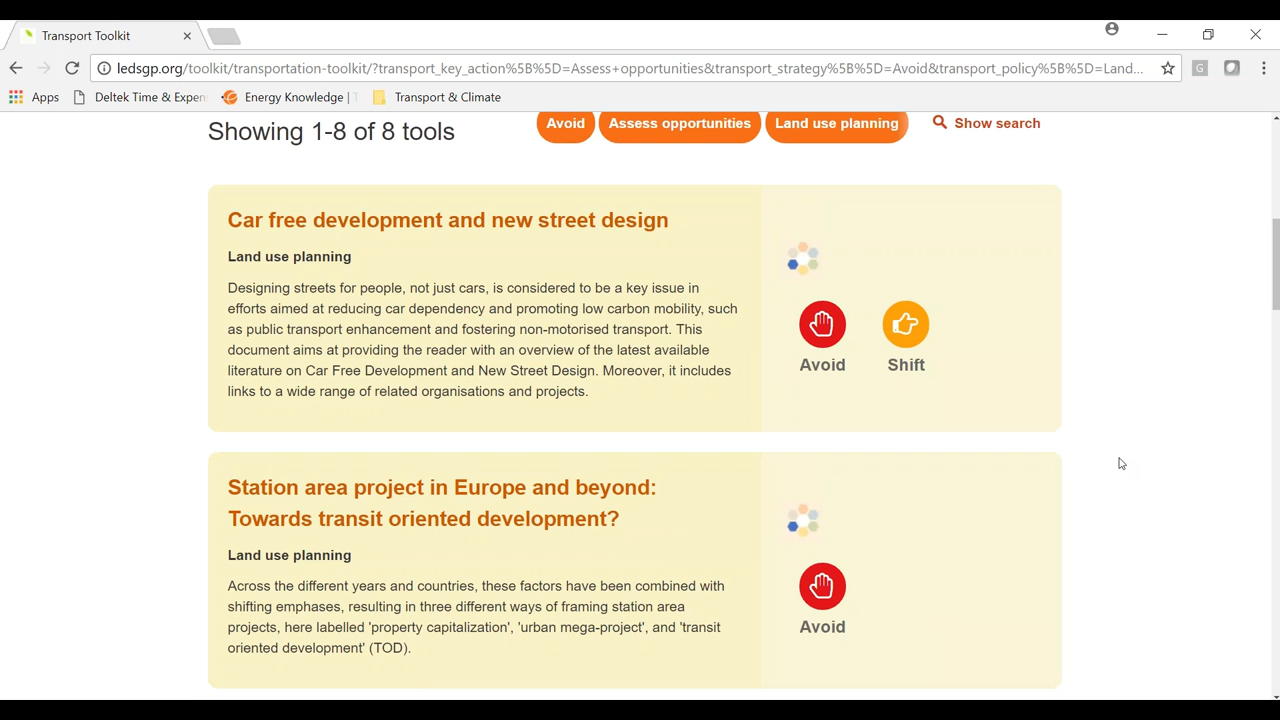 Transport Toolkit
ledsgp.org/toolkit/transportation-toolkit/?transport_key_action%5B%5D=Assess+opportunities&transport_strategy%5B%5D=Avoid&transport_policy%5B%5D=Land...
G
Apps Deltek Time & Expen Energy Knowledge | Transport & Climate
Showing 1-8 of 8 tools Avoid Assess opportunities Land use planning Show search
Car free development and new street design
Land use planning
Designing streets for people, not just cars, is considered to be a key issue in
efforts aimed at reducing car dependency and promoting low carbon mobility, such
as public transport enhancement and fostering non-motorised transport. This
document aims at providing the reader with an overview of the latest available
literature on Car Free Development and New Street Design. Moreover, it includes
links to a wide range of related organisations and projects.
Avoid Shift
Station area project in Europe and beyond:
Towards transit oriented development?
Land use planning
Across the different years and countries, these factors have been combined with
shifting emphases, resulting in three different ways of framing station area
projects, here labelled 'property capitalization', 'urban mega-project', and 'transit
oriented development' (TOD).
Avoid